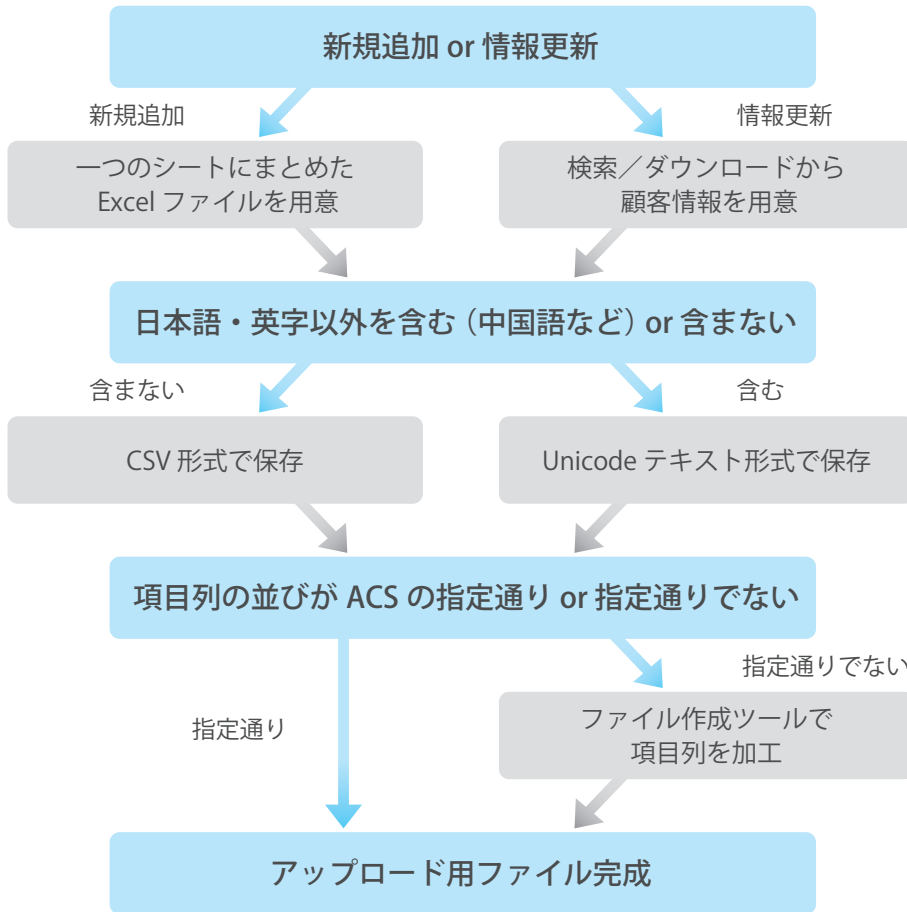 新規追加 or 情報更新
新規追加
情報更新
一つのシートにまとめた
Excel ファイルを用意
検索／ダウンロードから
顧客情報を用意
日本語・英字以外を含む（中国語など）or 含まない
含まない
含む
CSV 形式で保存
Unicode テキスト形式で保存
項目列の並びが ACS の指定通り or 指定通りでない
指定通りでない
指定通り
ファイル作成ツールで
項目列を加工
アップロード用ファイル完成